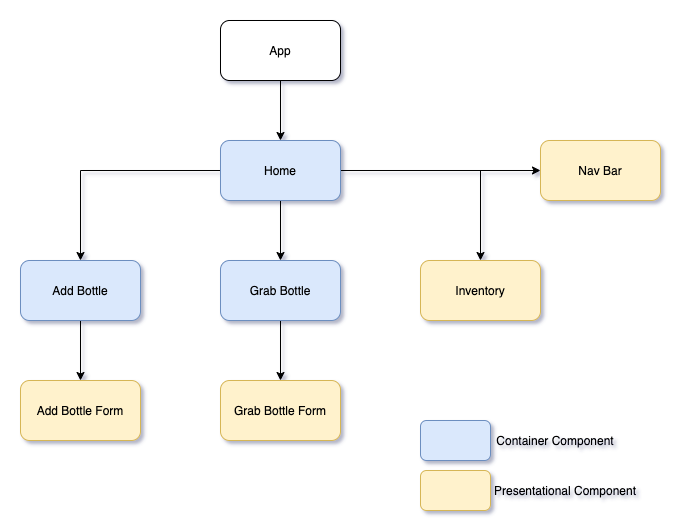 App
Home
Nav Bar
Add Bottle
Grab Bottle
Inventory
Add Bottle Form
Grab Bottle Form
Container Component
Presentational Component